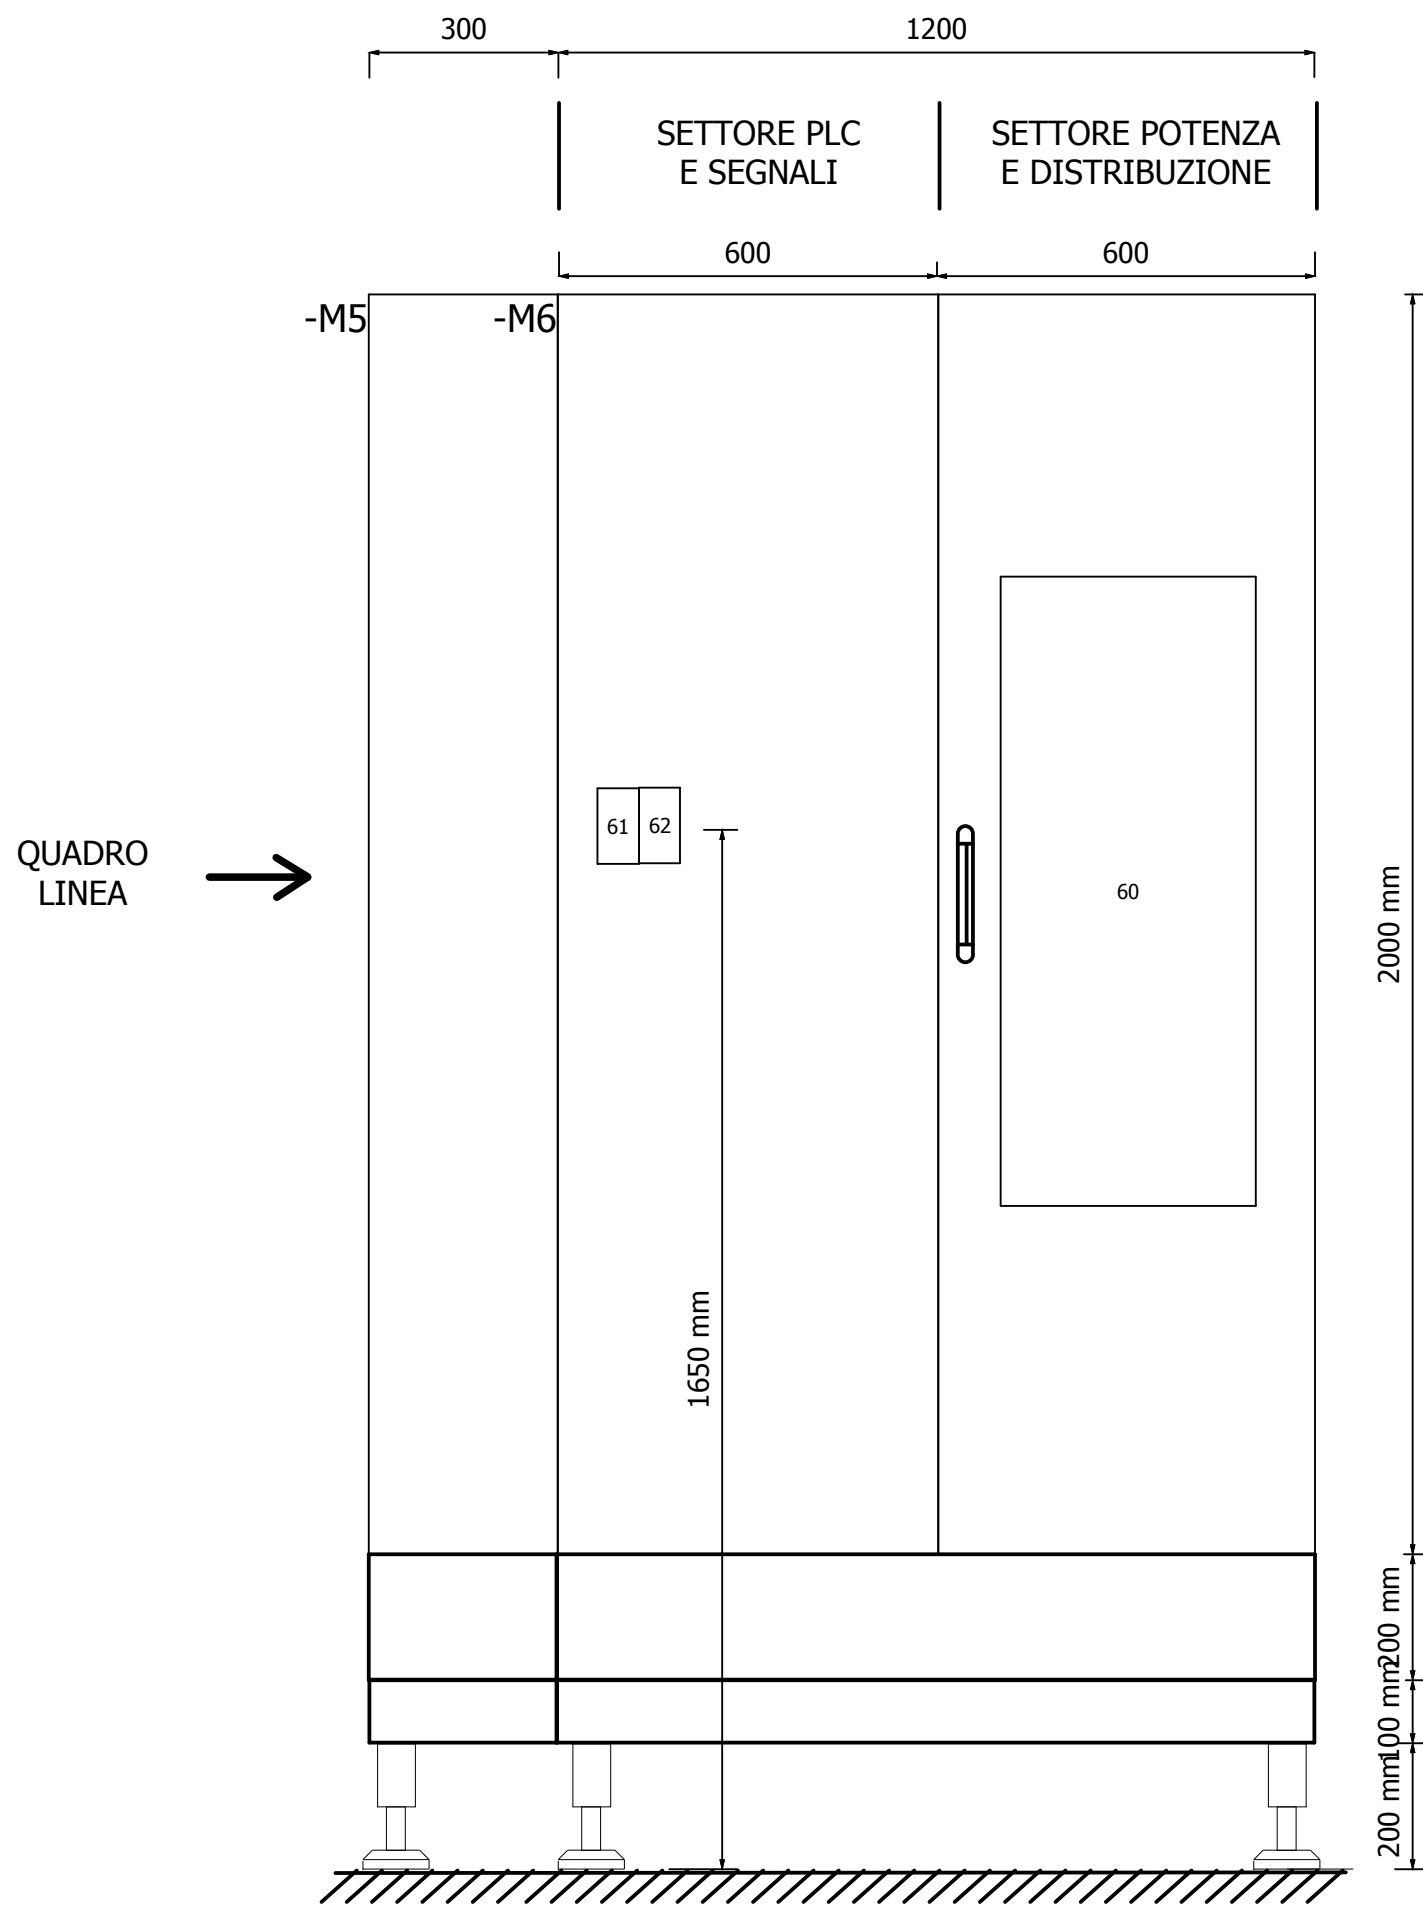 300
1200
SETTORE PLC
E SEGNALI
SETTORE POTENZA
E DISTRIBUZIONE
600
600
-M5
-M6
61
62
QUADRO
LINEA
60
2000 mm
1650 mm
200 mm
100 mm
200 mm